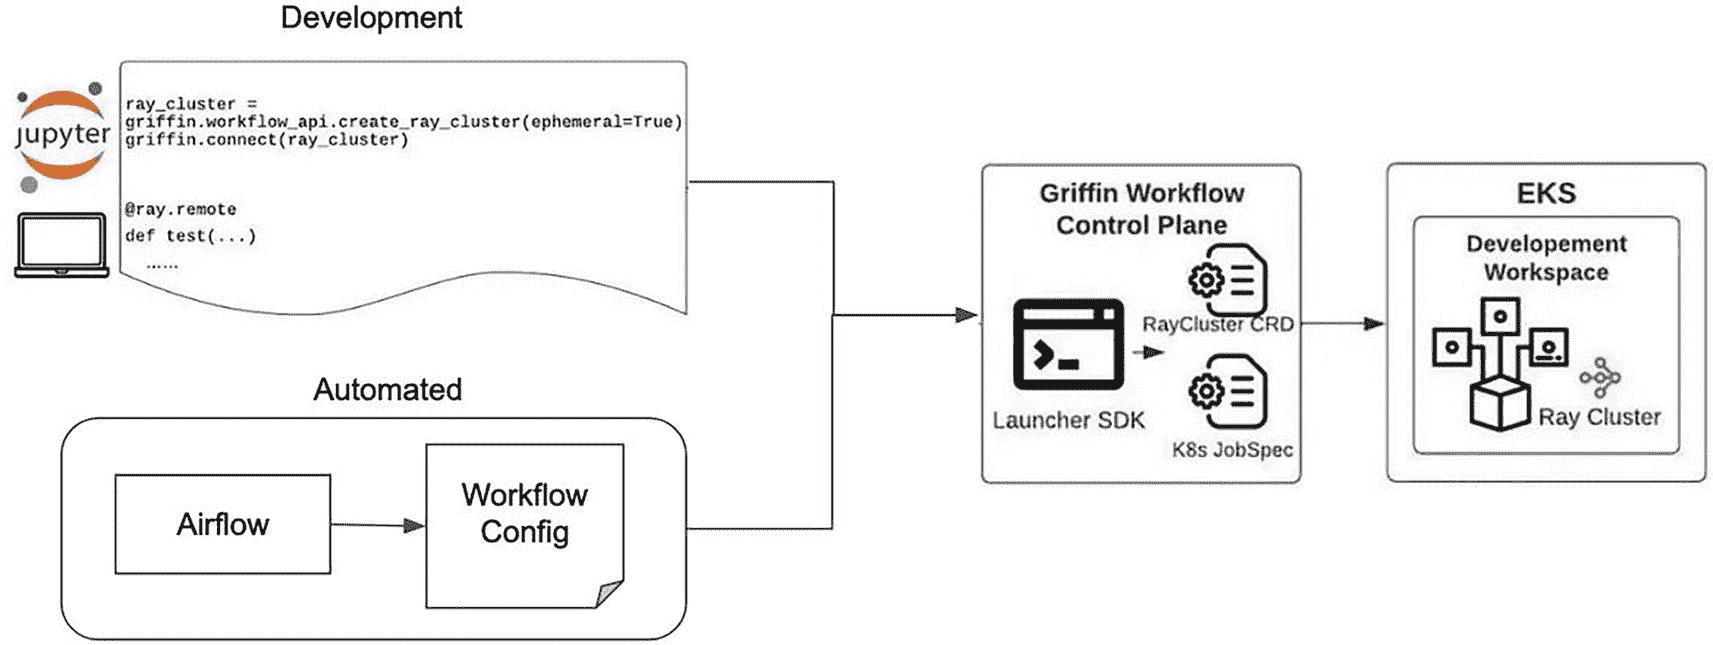 Development
jupyter
ray_cluster =
griffin.workflow_api.create_ray_cluster(ephemeral=True)
griffin.connect(ray_cluster)
@ray.remote
def test(...)
......
Automated
Airflow
Workflow
Config
Griffin Workflow
Control Plane
RayCluster CRD
Launcher SDK
K8s JobSpec
EKS
Developement
Workspace
Ray Cluster